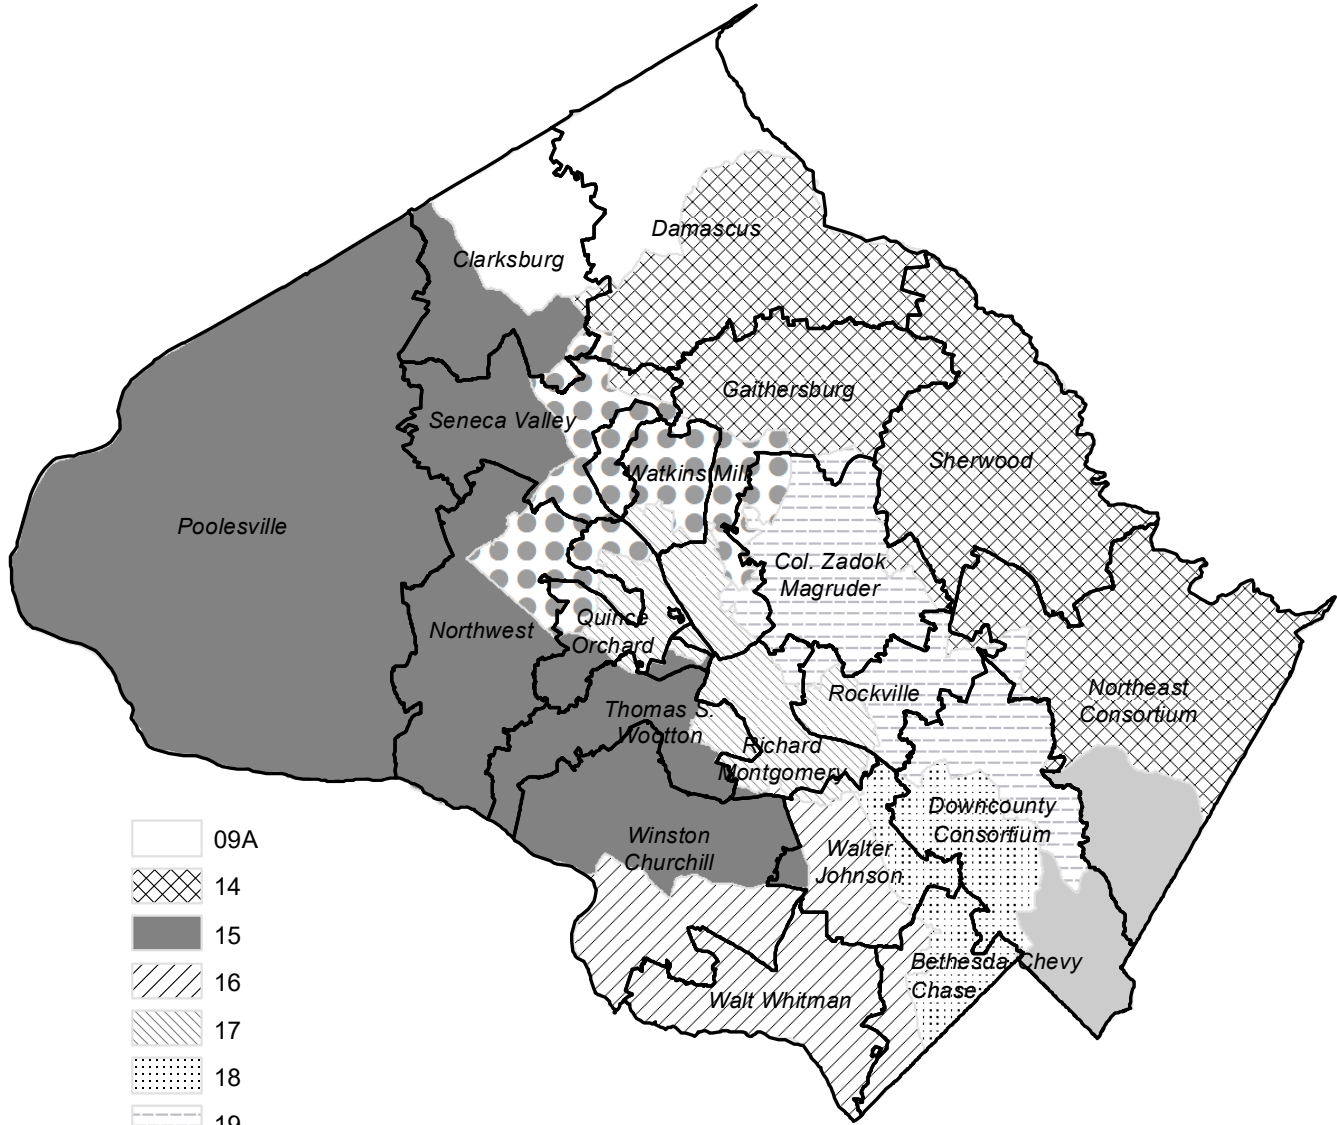 Damascus
Clarksburg
Gaithersburg
Seneca Valley
Sherwood
Watkins Mill
Poolesville
Col. Zadok
Magruder
Quince
Orchard
Northwest
Rockville
Northeast
Consortium
Thomas S.
Wootton
Richard
Montgomery
Downcounty
Consortium
Winston
Churchill
Walter
Johnson
Bethesda-Chevy
Chase
Walt Whitman
09A
14
15
16
17
18
19